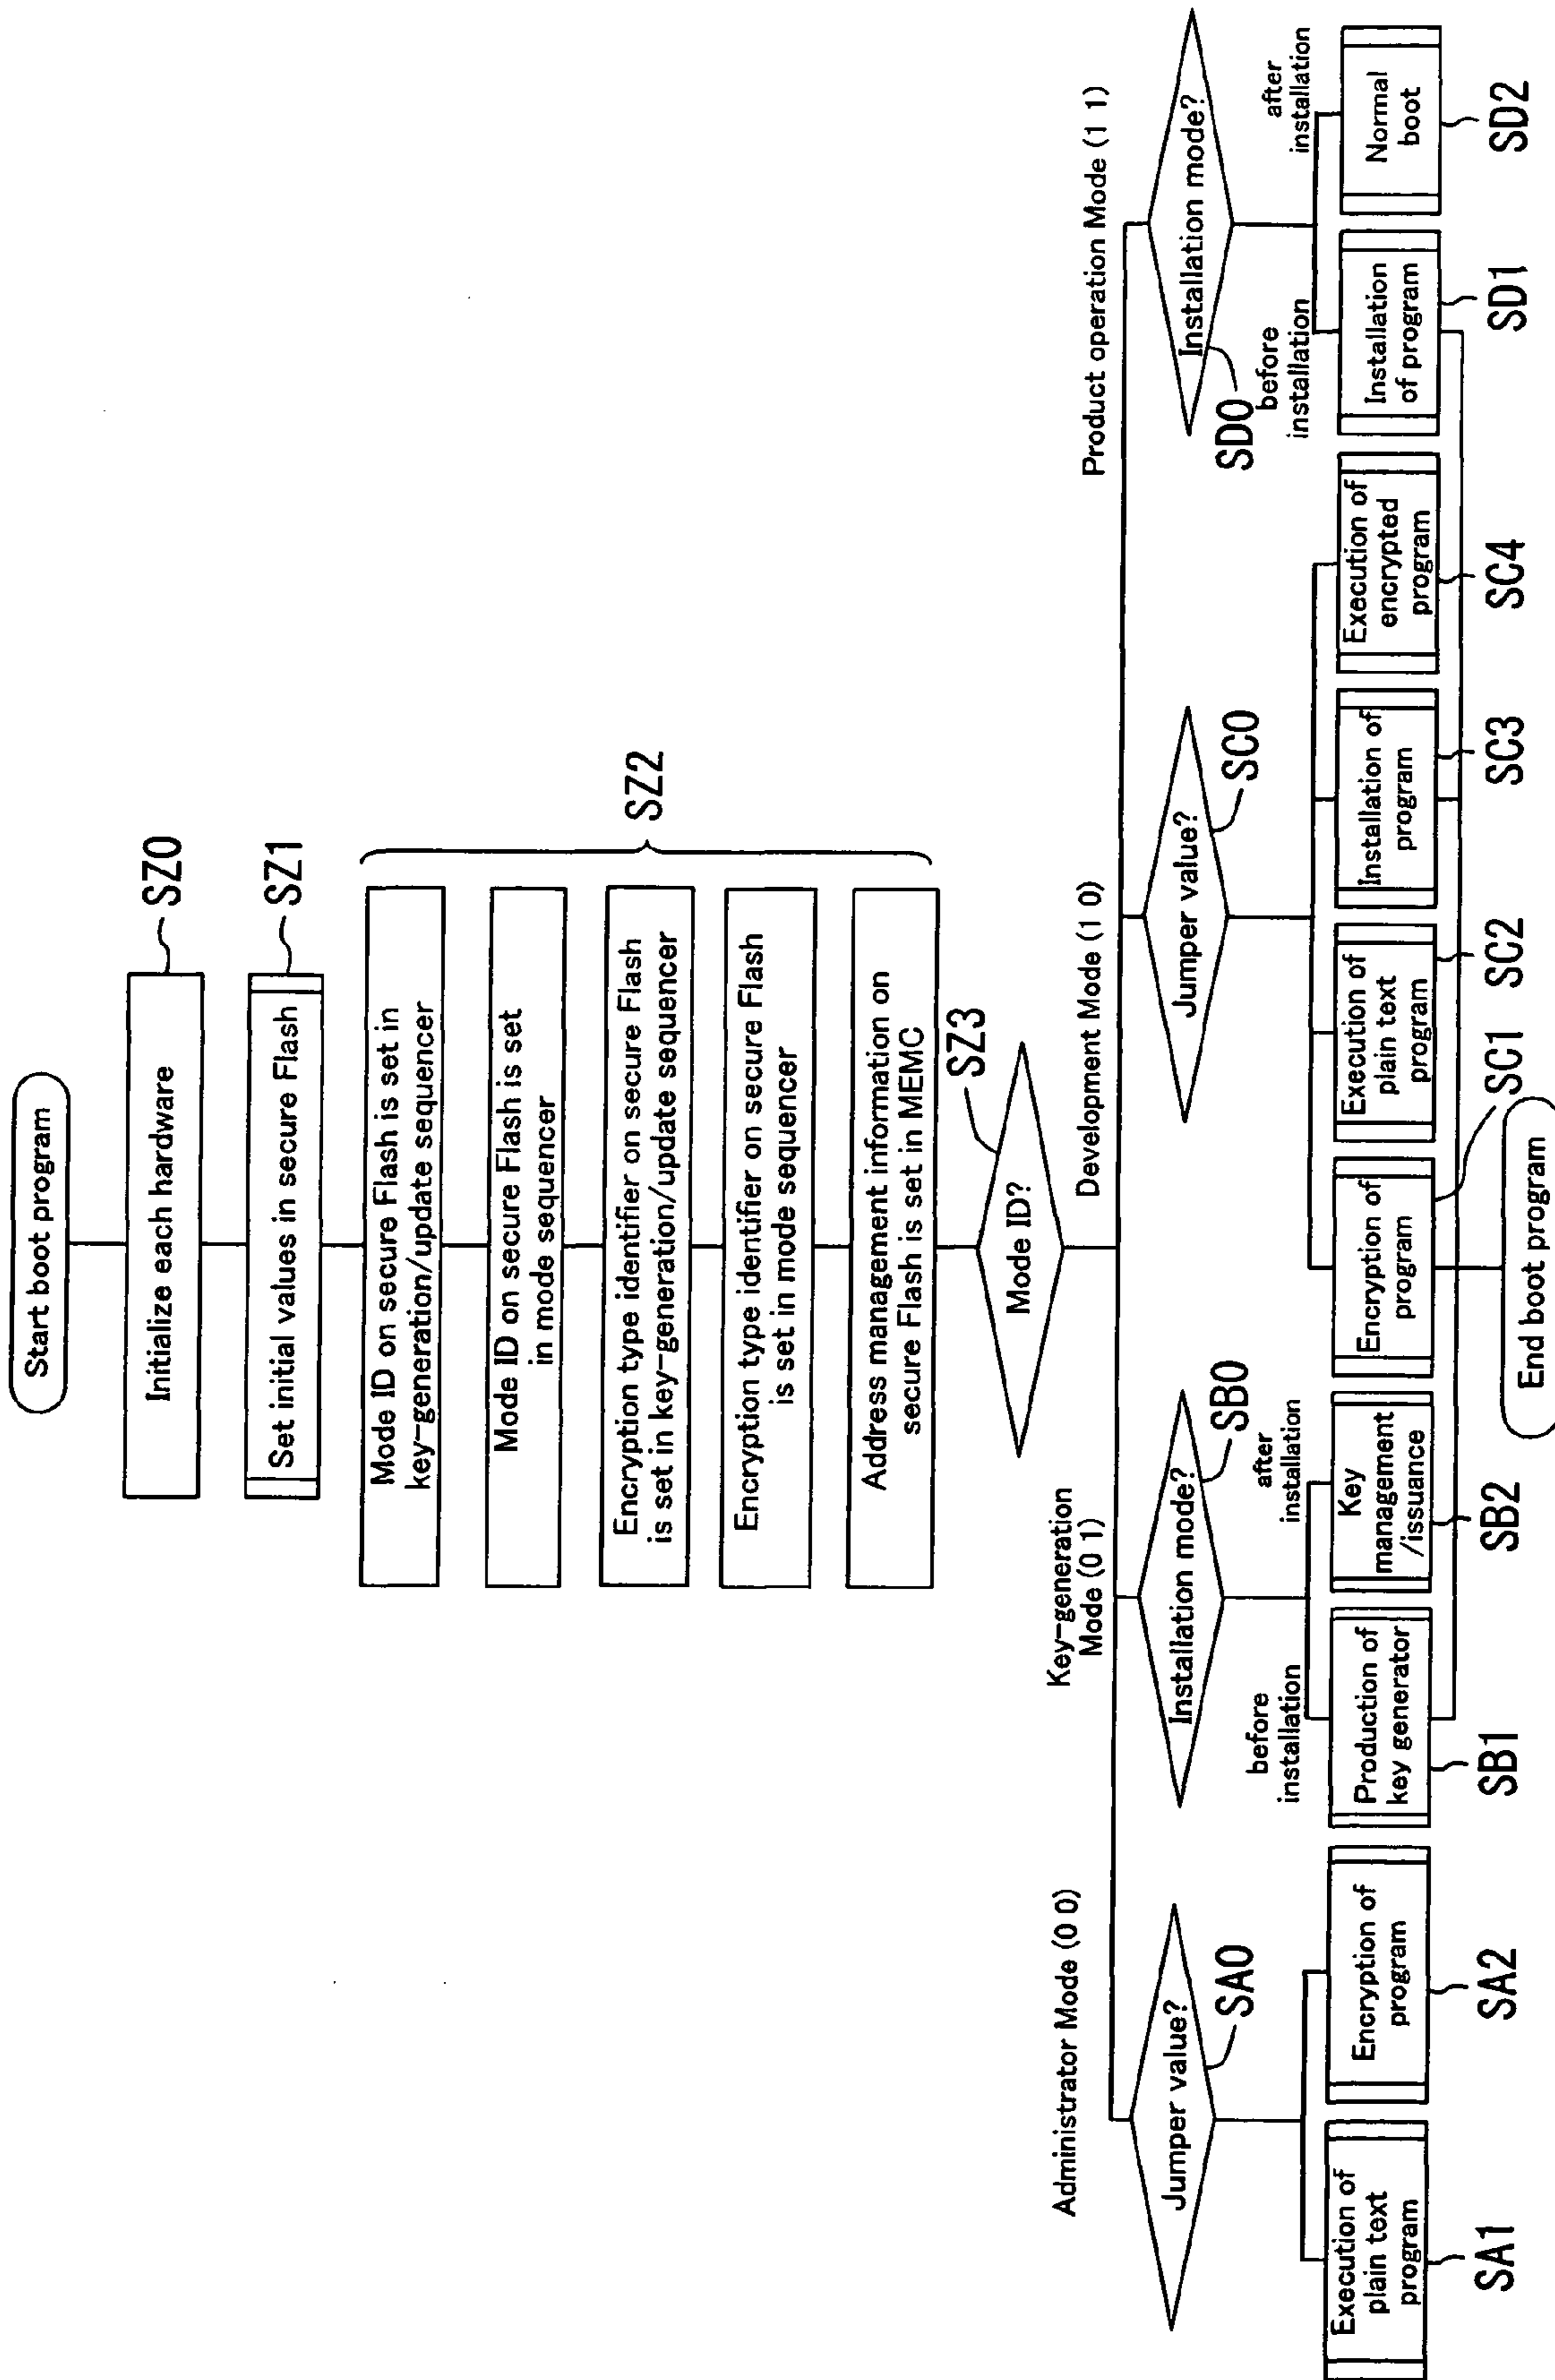 Start boot program
Initialize each hardware
SZ0
Set initial values in secure Flash
SZ1
Mode ID on secure Flash is set in
key-generation/update sequencer
Mode ID on secure Flash is set
in mode sequencer
Encryption type identifier on secure Flash
is set in key-generation/update sequencer
Encryption type identifier on secure Flash
is set in mode sequencer
Address management information on
secure Flash is set in MEMC
SZ2
Mode ID?
SZ3
Administrator Mode (0 0)
Key-generation
Mode (0 1)
Development Mode (1 0)
Product operation Mode (1 1)
Jumper value?
SA0
Installation mode?
SB0
Jumper value?
SC0
Installation mode?
SD0
before
installation
after
installation
before
installation
after
installation
Execution of
plain text
program
SA1
Encryption of
program
SA2
Production of
key generator
SB1
Key
management
/issuance
SB2
Encryption of
program
SC1
Execution of
plain text
program
SC2
Installation of
program
SC3
Execution of
encrypted
program
SC4
Installation
of program
SD1
Normal
boot
SD2
End boot program